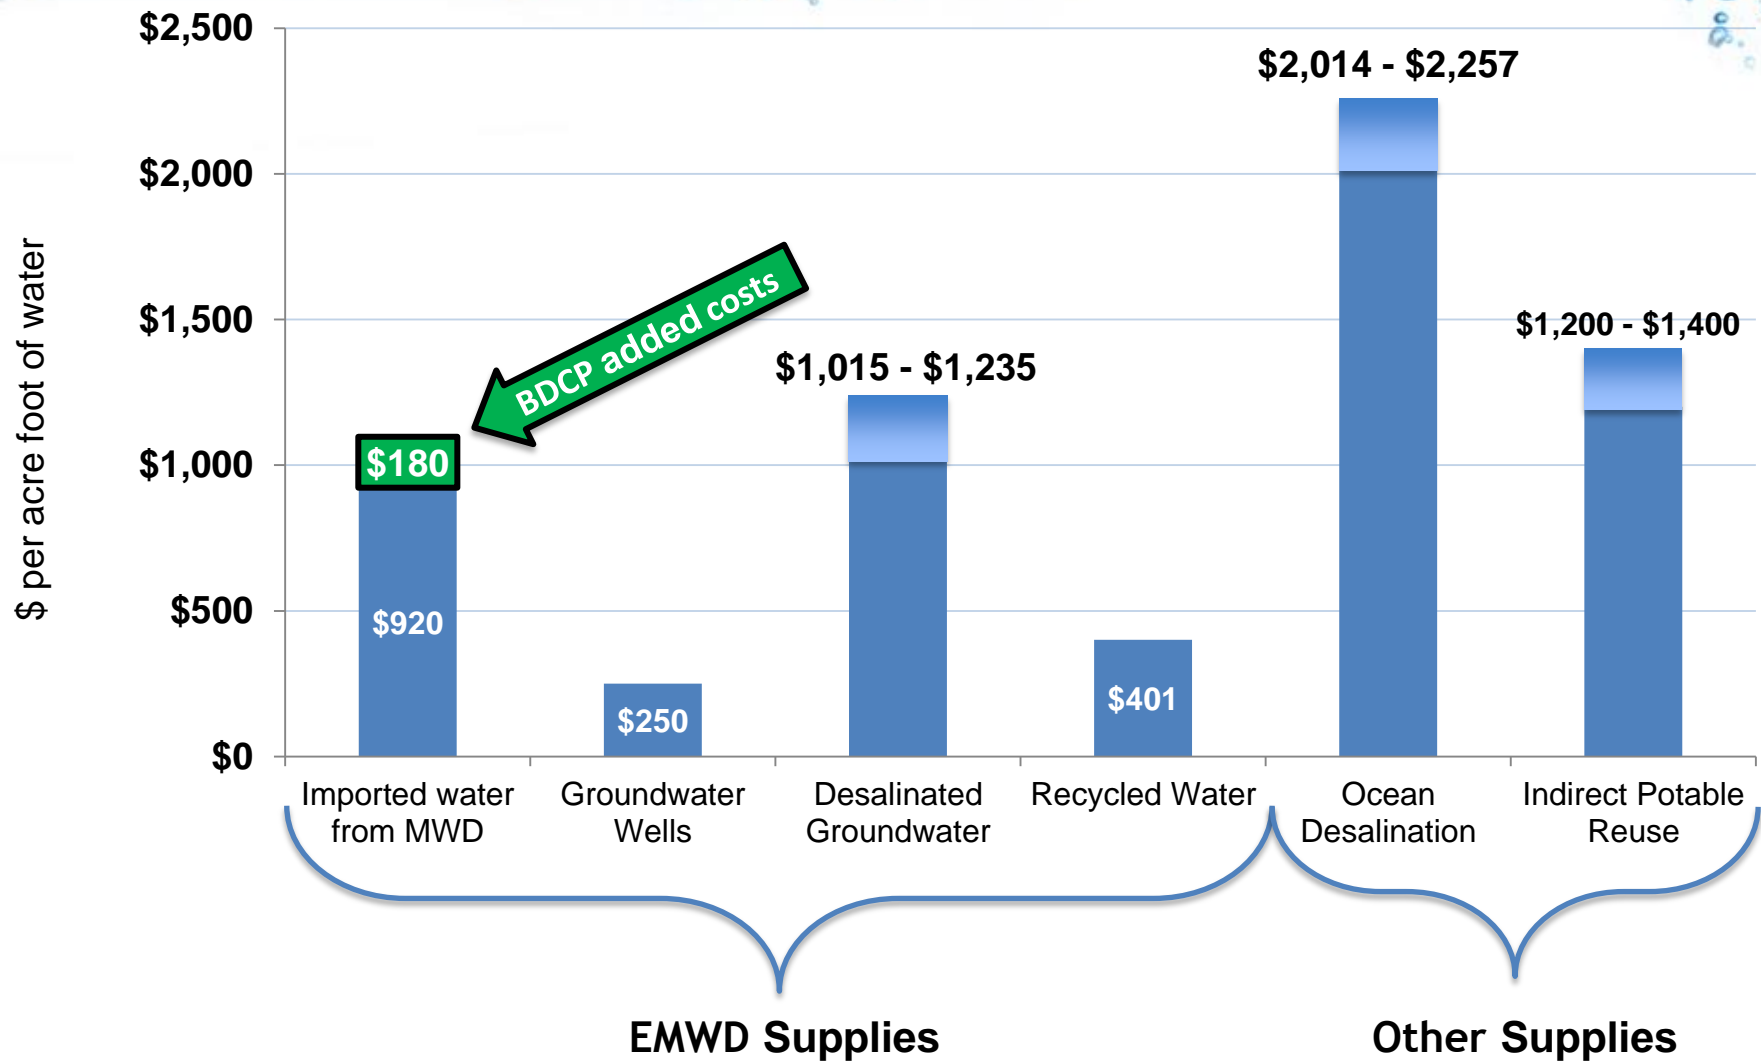 $2,500
$2,014 - $2,257
$2,000
$ per acre foot of water
BDCP added costs
$1,500
$1,200 - $1,400
$1,015 - $1,235
$1,000
$180
$500
$920
$250
$401
$0
Imported water
from MWD
Groundwater
Wells
Desalinated
Groundwater
Recycled Water
Ocean
Desalination
Indirect Potable
Reuse
EMWD Supplies
Other Supplies